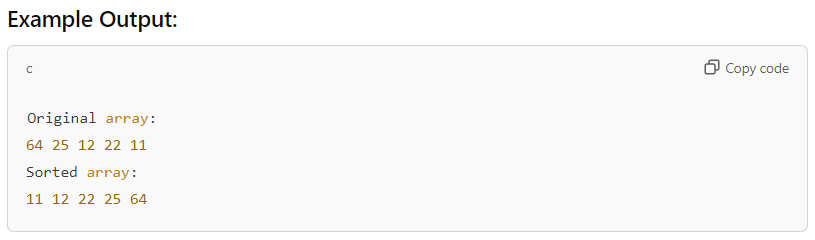 Example Output:
c
Copy code
Original array:
64 25 12 22 11
Sorted array:
11 12 22 25 64